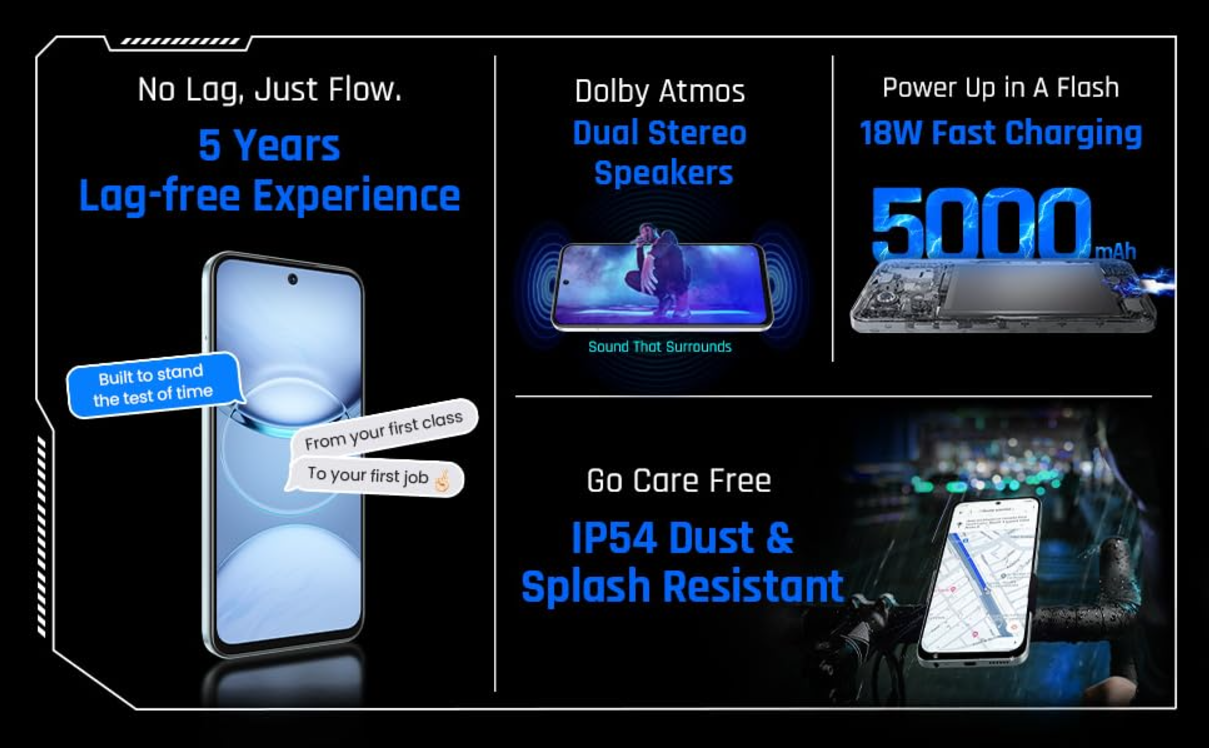 No Lag, Just Flow.
5 Years
Lag-free Experience
Built to stand
the test of time
From your first class
To your first job
Dolby Atmos
Dual Stereo
Speakers
Sound That Surrounds
Power Up in A Flash
18W Fast Charging
5000 mAh
Go Care Free
IP54 Dust &
Splash Resistant